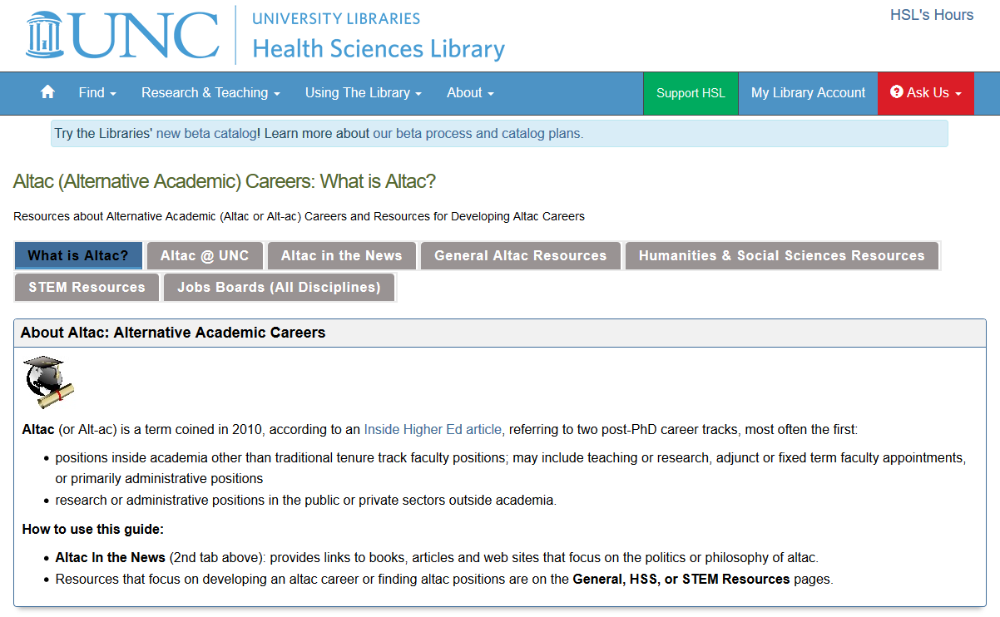 UNC
UNIVERSITY LIBRARIES
Health Sciences Library
HSL's Hours
Find
Research & Teaching
Using The Library
About
Support HSL
My Library Account
Ask Us
Try the Libraries' new beta catalog! Learn more about our beta process and catalog plans.
Altac (Alternative Academic) Careers: What is Altac?
Resources about Alternative Academic (Altac or Alt-ac) Careers and Resources for Developing Altac Careers
What is Altac?
Altac @ UNC
Altac in the News
General Altac Resources
Humanities & Social Sciences Resources
STEM Resources
Jobs Boards (All Disciplines)
About Altac: Alternative Academic Careers
Altac (or Alt-ac) is a term coined in 2010, according to an Inside Higher Ed article, referring to two post-PhD career tracks, most often the first:
• positions inside academia other than traditional tenure track faculty positions; may include teaching or research, adjunct or fixed term faculty appointments,
or primarily administrative positions
• research or administrative positions in the public or private sectors outside academia.
How to use this guide:
• Altac In the News (2nd tab above): provides links to books, articles and web sites that focus on the politics or philosophy of altac.
• Resources that focus on developing an altac career or finding altac positions are on the General, HSS, or STEM Resources pages.